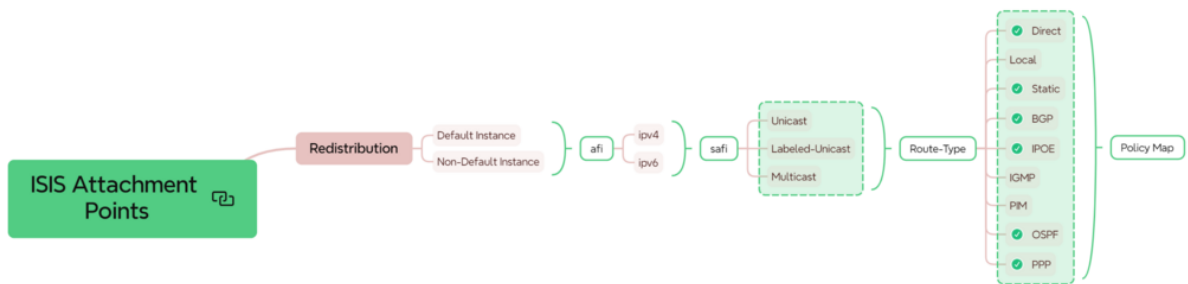 ISIS Attachment
Points
Redistribution
Default Instance
Non-Default Instance
afi
ipv4
ipv6
safi
Unicast
Labeled-Unicast
Multicast
Route-Type
Direct
Local
Static
BGP
IPOE
IGMP
PIM
OSPF
PPP
Policy Map